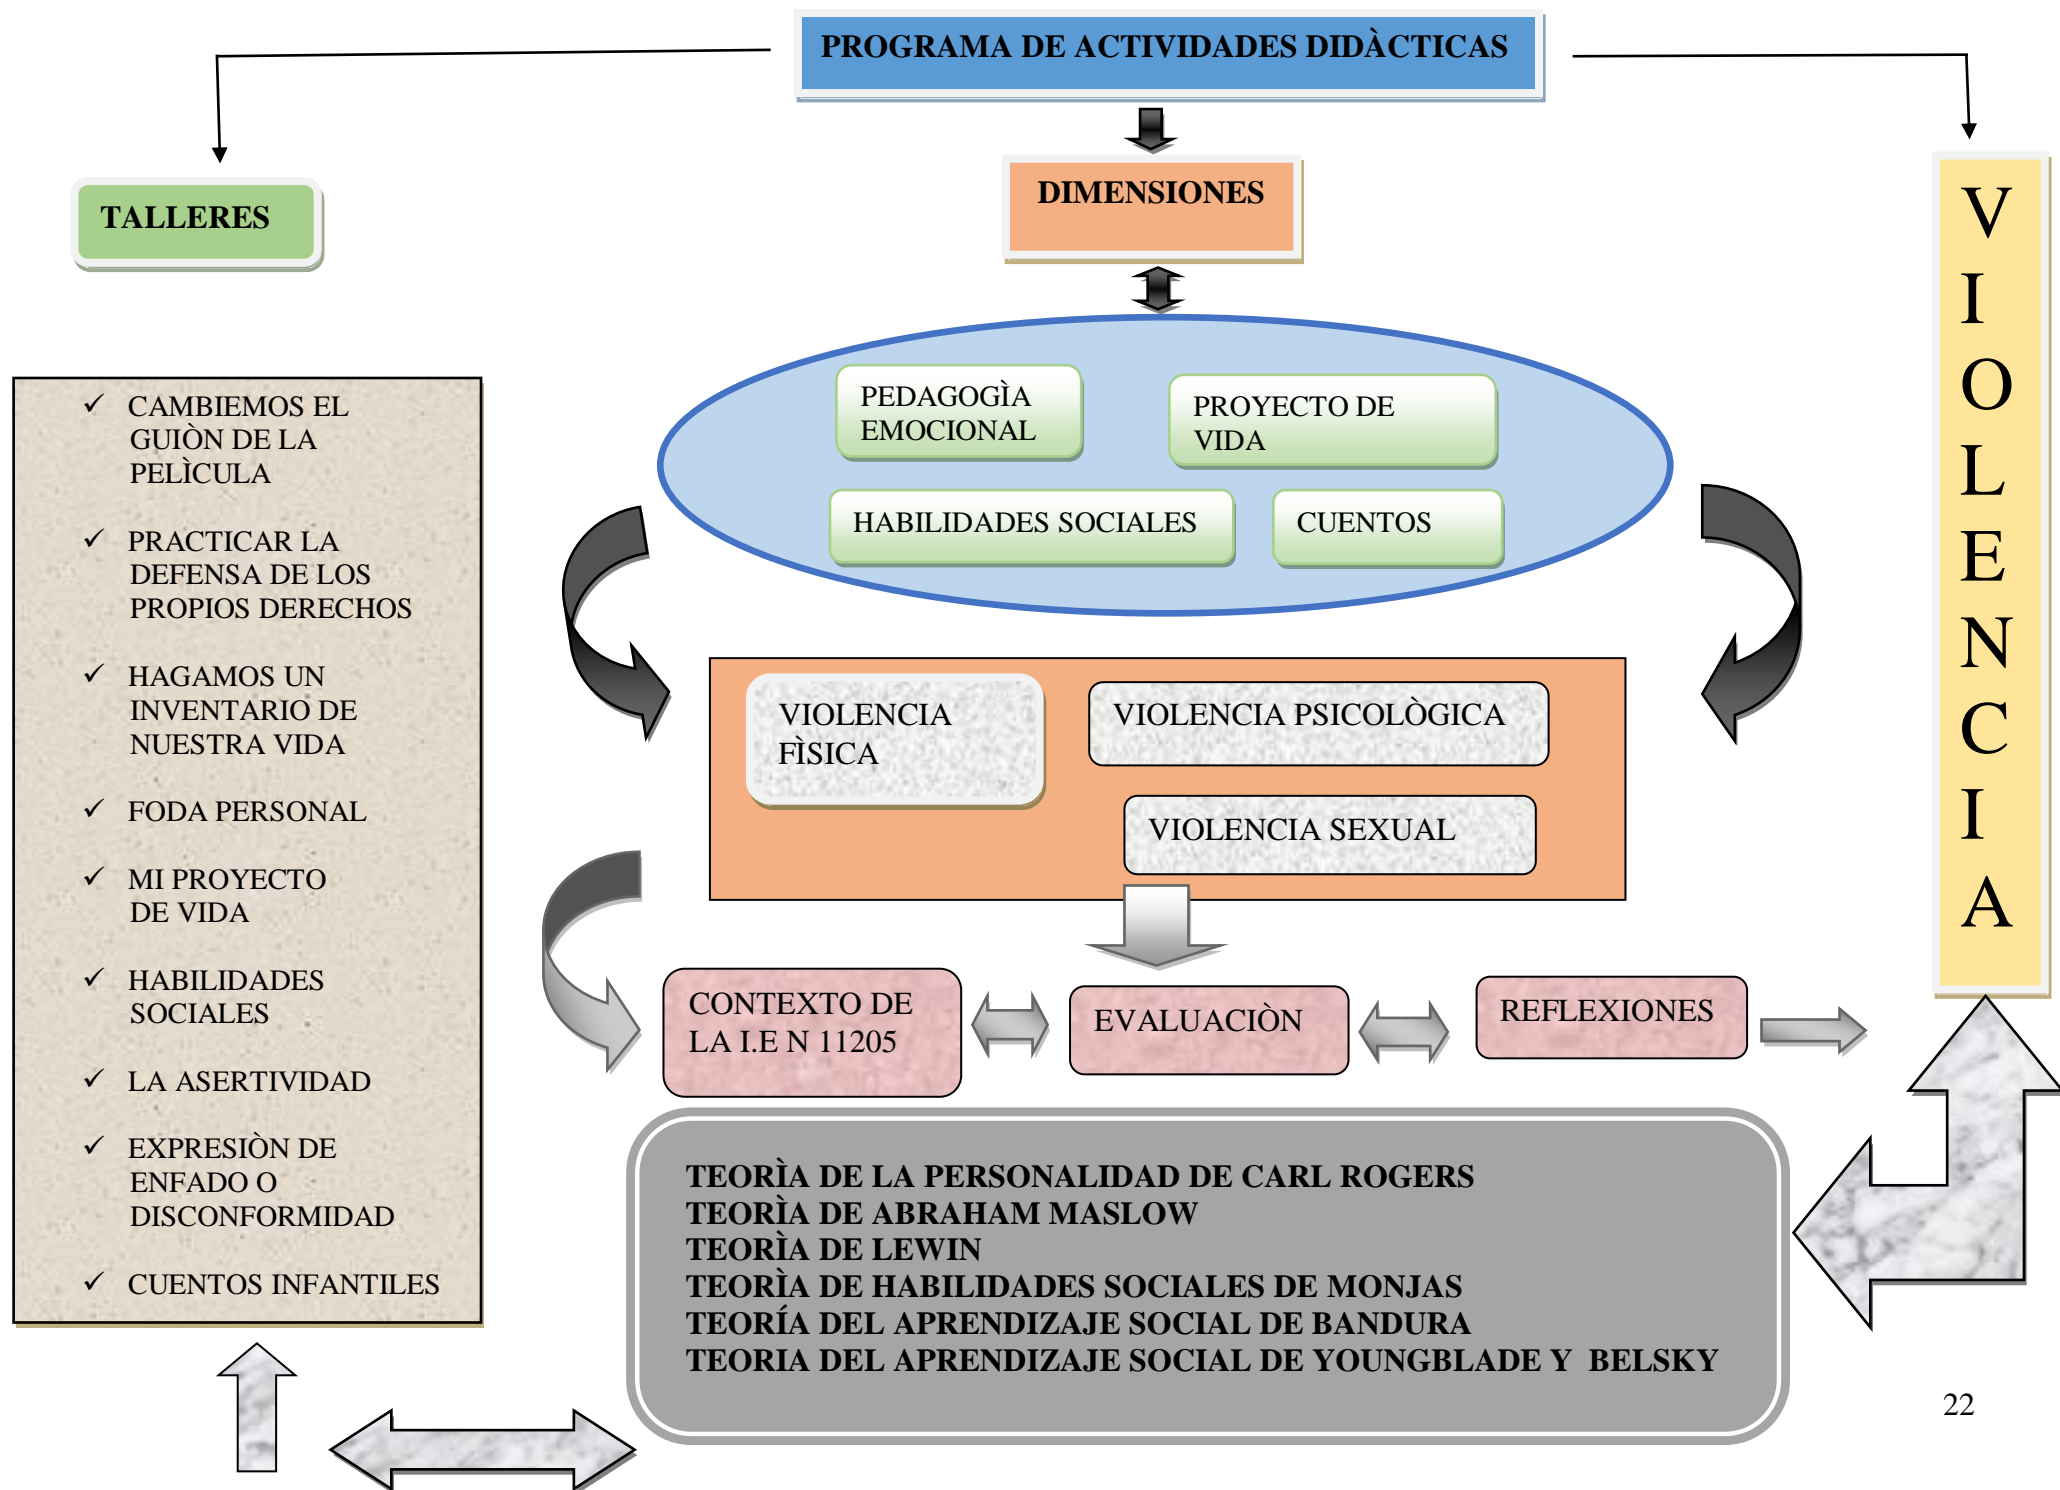 PROGRAMA DE ACTIVIDADES DIDÀCTICAS
TALLERES
DIMENSIONES
VIOLENCIA
✓ CAMBIEMOS EL
GUIÒN DE LA
PELÌCULA
✓ PRACTICAR LA
DEFENSA DE LOS
PROPIOS DERECHOS
✓ HAGAMOS UN
INVENTARIO DE
NUESTRA VIDA
✓ FODA PERSONAL
✓ MI PROYECTO
DE VIDA
✓ HABILIDADES
SOCIALES
✓ LA ASERTIVIDAD
✓ EXPRESIÒN DE
ENFADO O
DISCONFORMIDAD
✓ CUENTOS INFANTILES
PEDAGOGÌA
EMOCIONAL
PROYECTO DE
VIDA
HABILIDADES SOCIALES
CUENTOS
VIOLENCIA
FÌSICA
VIOLENCIA PSICOLÒGICA
VIOLENCIA SEXUAL
CONTEXTO DE
LA I.E N 11205
EVALUACIÒN
REFLEXIONES
TEORÌA DE LA PERSONALIDAD DE CARL ROGERS
TEORÌA DE ABRAHAM MASLOW
TEORÌA DE LEWIN
TEORÌA DE HABILIDADES SOCIALES DE MONJAS
TEORÍA DEL APRENDIZAJE SOCIAL DE BANDURA
TEORIA DEL APRENDIZAJE SOCIAL DE YOUNGBLADE Y BELSKY
22